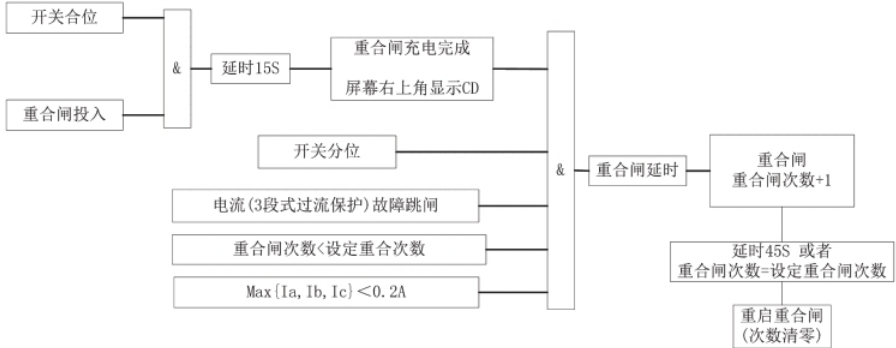 开关合位
&
重合闸投入
延时15S
重合闸充电完成
屏幕右上角显示CD
开关分位
电流(3段式过流保护)故障跳闸
重合闸次数<设定重合次数
Max{Ia,Ib,Ic}＜0.2A
&
重合闸延时
重合闸
重合闸次数+1
延时45S 或者
重合闸次数=设定重合闸次数
重启重合闸
(次数清零)